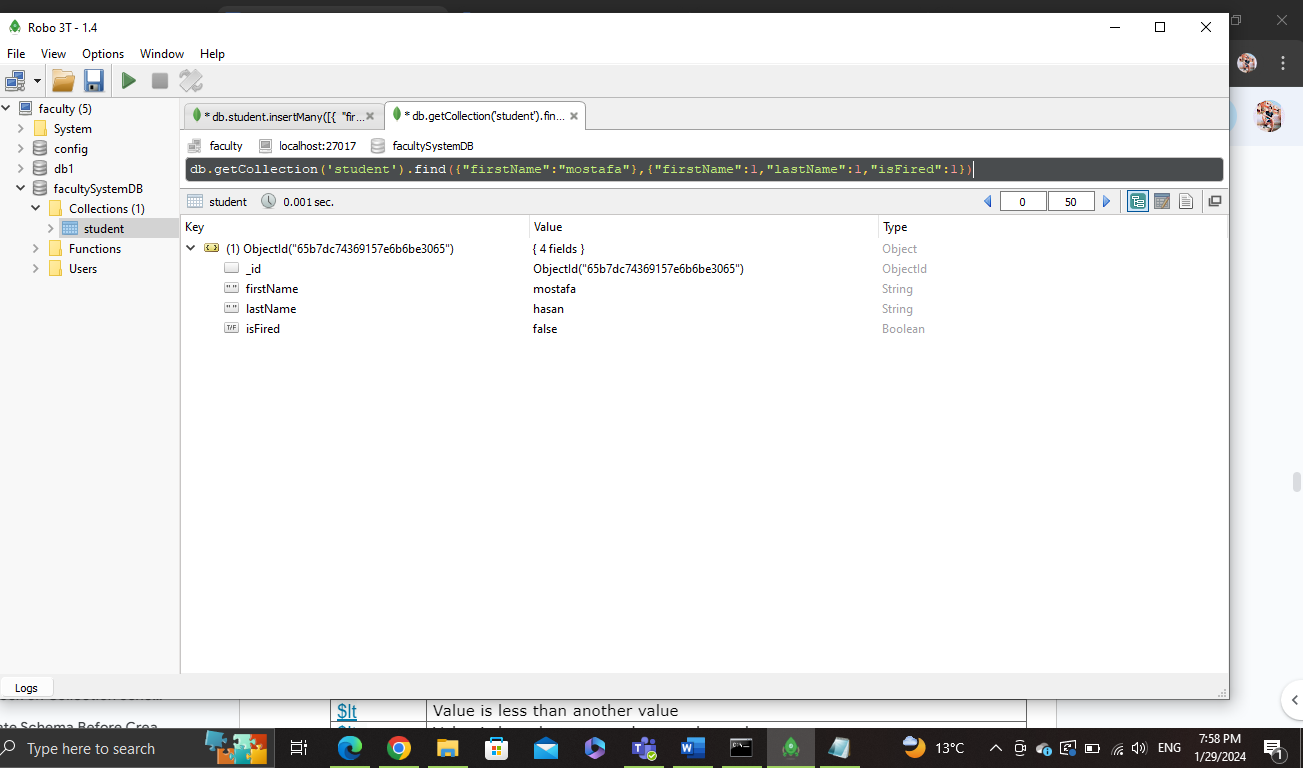 Robo 3T - 1.4
File View Options Window Help
faculty (5)
System
config
db1
facultySystemDB
Collections (1)
student
Functions
Users
* db.student.insertMany([{ "fir...
* db.getCollection('student').fin...
faculty localhost:27017 facultySystemDB
db.getCollection('student').find({"firstName":"mostafa"},{"firstName":1,"lastName":1,"isFired":1})
student 0.001 sec. 0 50
Key Value Type
(1) ObjectId("65b7dc74369157e6b6be3065") { 4 fields } Object
_id ObjectId("65b7dc74369157e6b6be3065") ObjectId
" " firstName mostafa String
" " lastName hasan String
T/F isFired false Boolean
Logs
$lt Value is less than another value
Type here to search
13°C
ENG
7:58 PM
1/29/2024
1